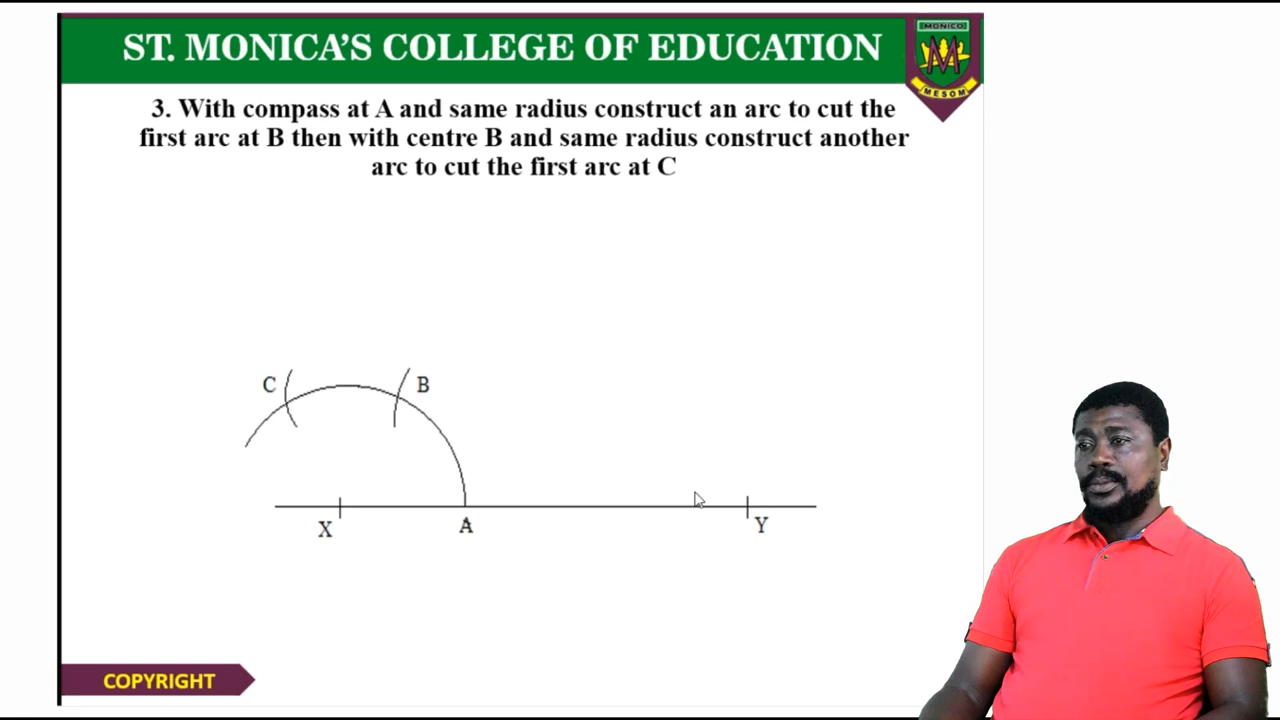 ST. MONICA'S COLLEGE OF EDUCATION
MONICO
MESOM
3. With compass at A and same radius construct an arc to cut the
first arc at B then with centre B and same radius construct another
arc to cut the first arc at C
C
B
X
A
Y
COPYRIGHT